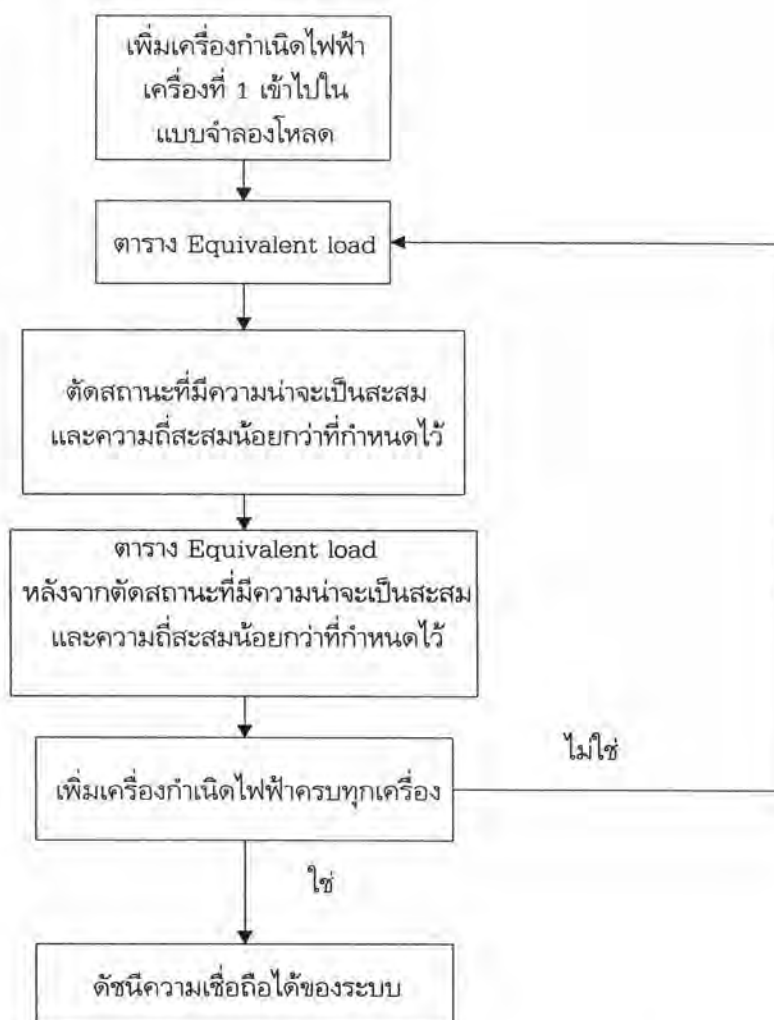 เพิ่มเครื่องกำเนิดไฟฟ้า
เครื่องที่ 1 เข้าไปใน
แบบจำลองโหลด
ตาราง Equivalent load
ตัดสถานะที่มีความน่าจะเป็นสะสม
และความถี่สะสมน้อยกว่าที่กำหนดไว้
ตาราง Equivalent load
หลังจากตัดสถานะที่มีความน่าจะเป็นสะสม
และความถี่สะสมน้อยกว่าที่กำหนดไว้
ไม่ใช่
เพิ่มเครื่องกำเนิดไฟฟ้าครบทุกเครื่อง
ใช่
ดัชนีความเชื่อถือได้ของระบบ